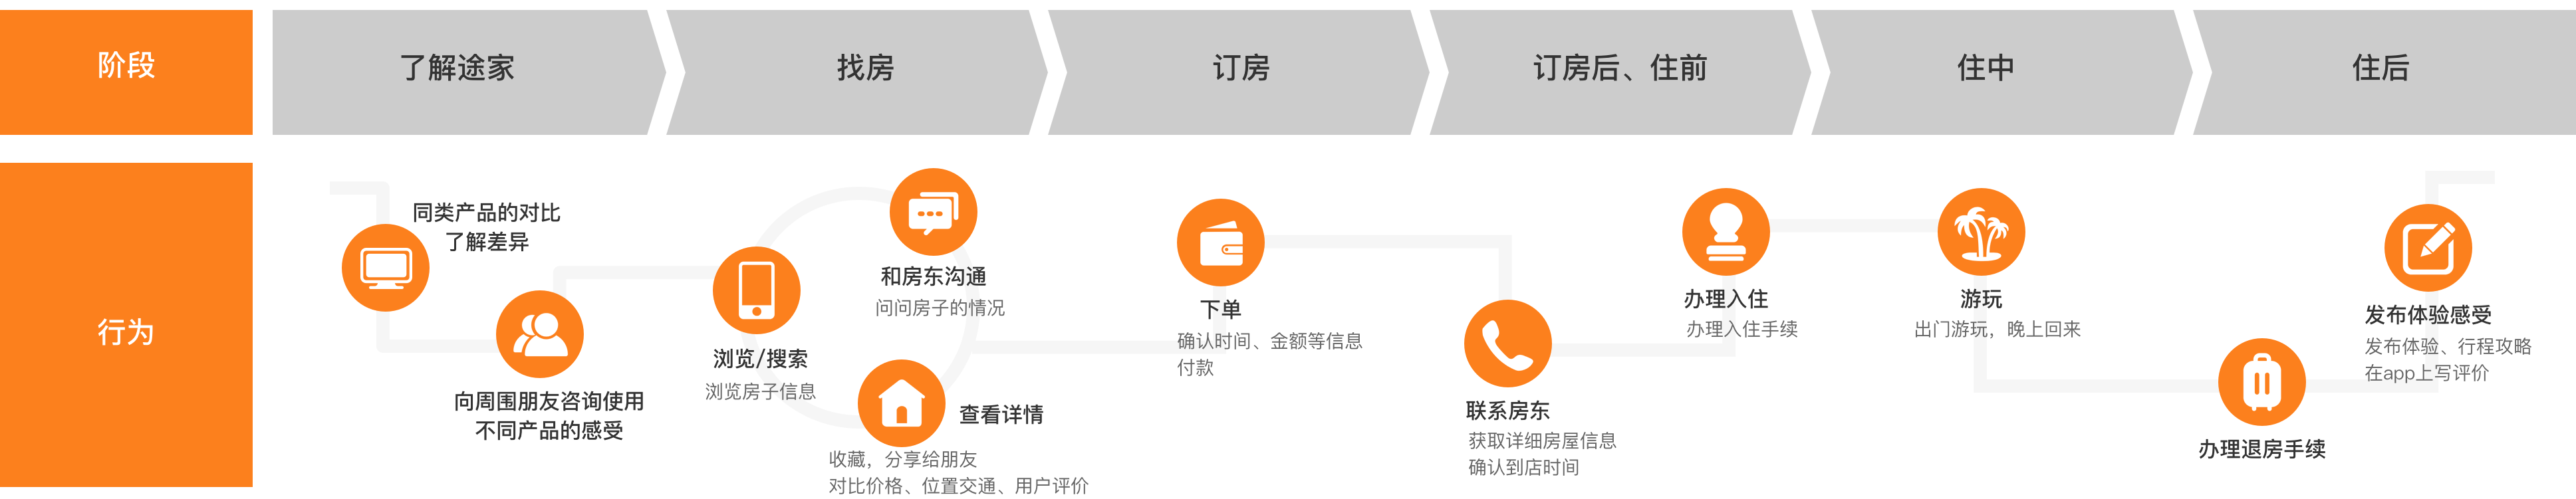 阶段
了解途家
找房
订房
订房后、住前
住中
住后
行为
同类产品的对比
了解差异
向周围朋友咨询使用
不同产品的感受
浏览/搜索
浏览房子信息
和房东沟通
问问房子的情况
查看详情
收藏，分享给朋友
对比价格、位置交通、用户评价
下单
确认时间、金额等信息
付款
联系房东
获取详细房屋信息
确认到店时间
办理入住
办理入住手续
游玩
出门游玩，晚上回来
办理退房手续
发布体验感受
发布体验、行程攻略
在app上写评价